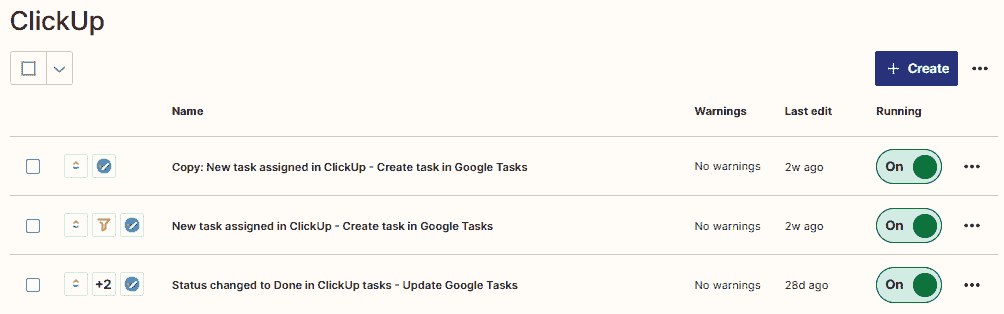 ClickUp
+ Create •••
Name Warnings Last edit Running
Copy: New task assigned in ClickUp - Create task in Google Tasks No warnings 2w ago On •••
New task assigned in ClickUp - Create task in Google Tasks No warnings 2w ago On •••
+2 Status changed to Done in ClickUp tasks - Update Google Tasks No warnings 28d ago On •••